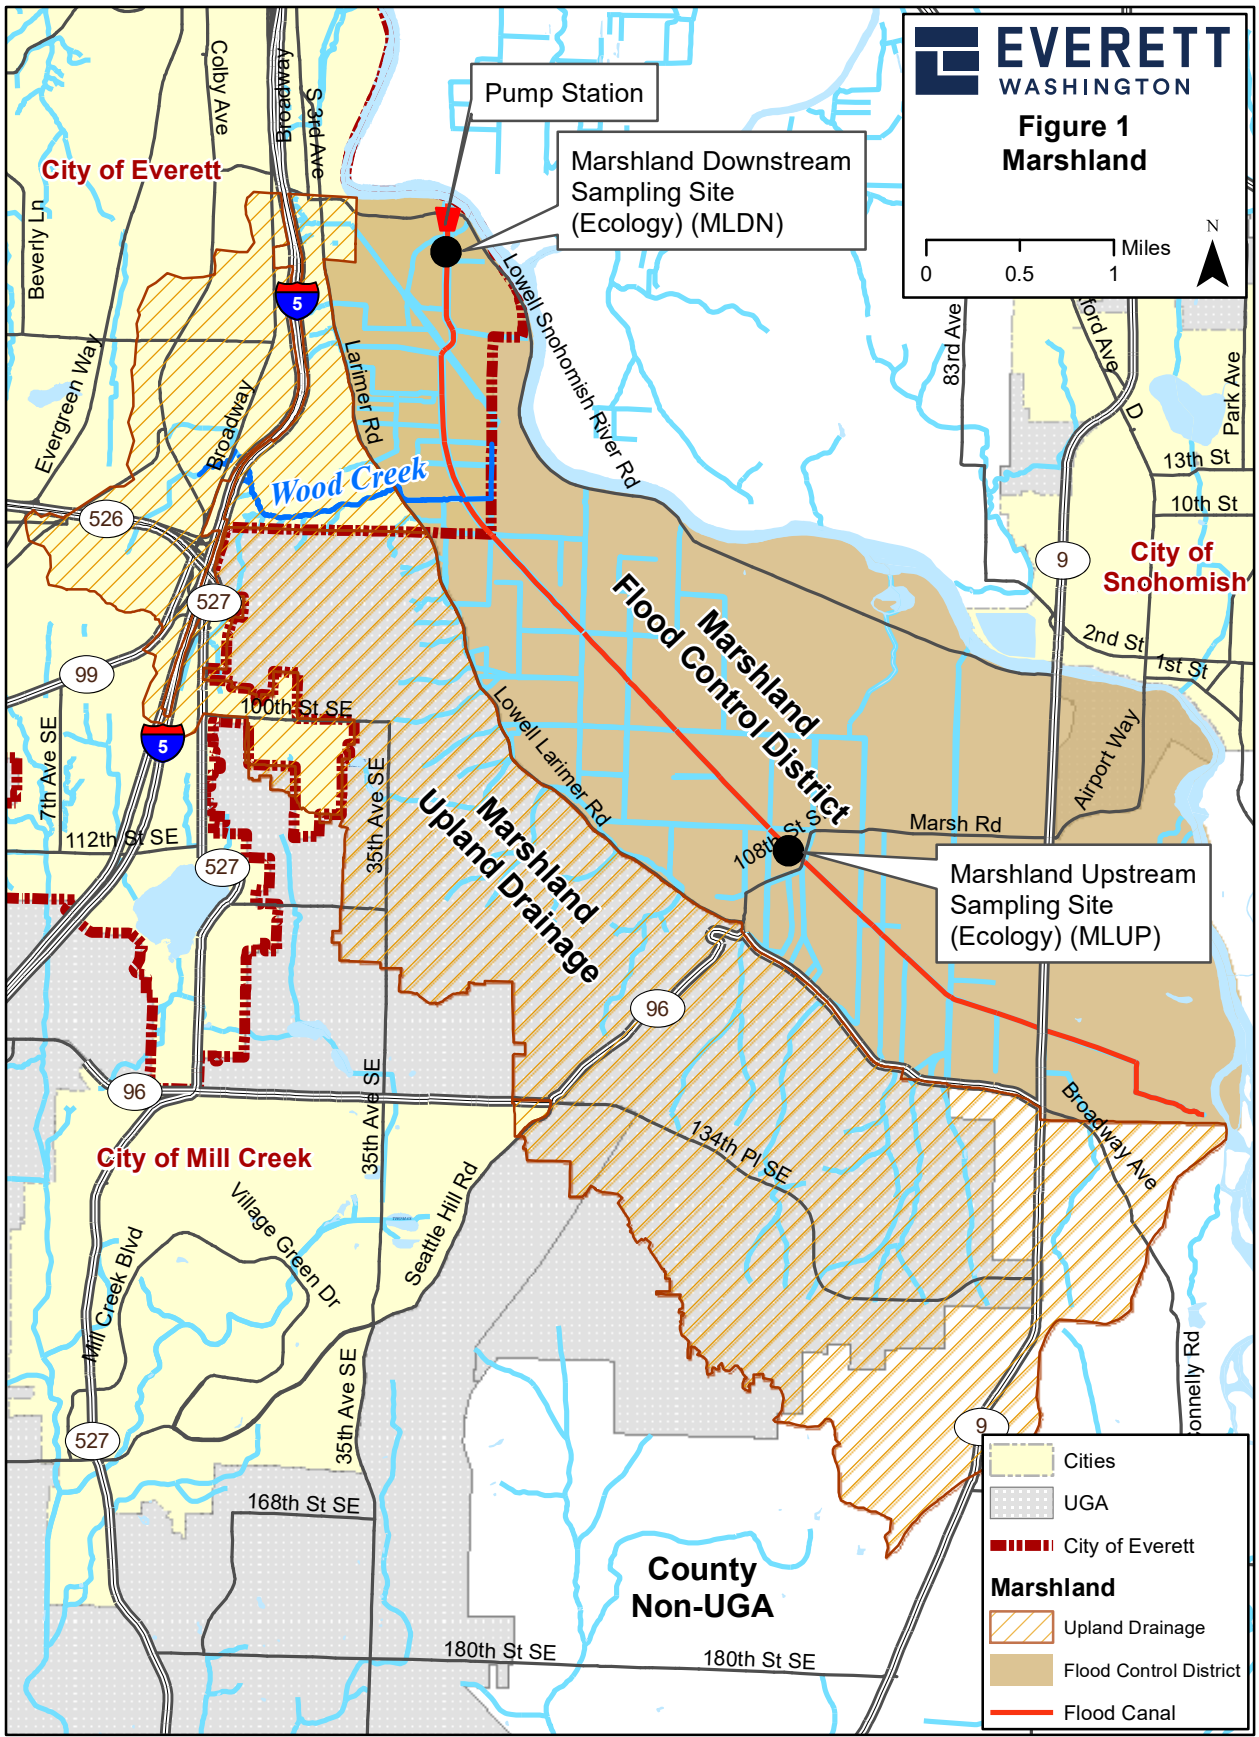 EVERETT
WASHINGTON
Figure 1
Marshland
N
Miles
0
0.5
1
Pump Station
Marshland Downstream
Sampling Site
(Ecology) (MLDN)
City of Everett
Colby Ave
Broadway
S 3rd Ave
Beverly Ln
5
Evergreen Way
Broadway
Larimer Rd
Lowell Snohomish River Rd
83rd Ave
ford Ave
D
Park Ave
13th St
10th St
Wood Creek
526
527
99
9
City of
Snohomish
2nd St
1st St
Marshland
Flood Control District
100th St SE
5
7th Ave SE
35th Ave SE
Lowell Larimer Rd
Airport Way
Marsh Rd
108th St S
112th St SE
527
Marshland
Upland Drainage
Marshland Upstream
Sampling Site
(Ecology) (MLUP)
96
96
35th Ave SE
134th Pl SE
Broadway Ave
City of Mill Creek
Village Green Dr
Seattle Hill Rd
Mill Creek Blvd
35th Ave SE
onnelly Rd
527
9
168th St SE
County
Non-UGA
180th St SE
180th St SE
Cities
UGA
City of Everett
Marshland
Upland Drainage
Flood Control District
Flood Canal